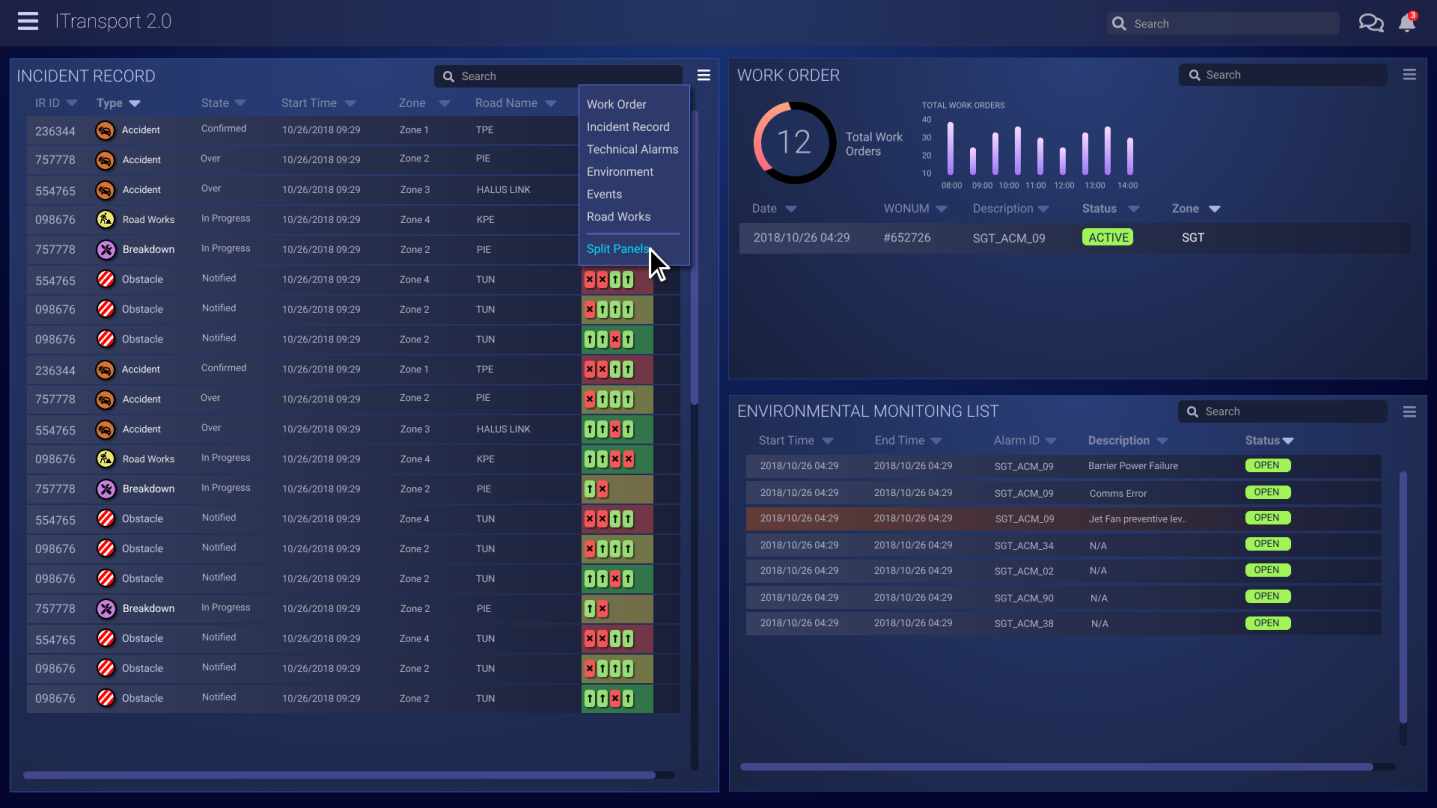 ITransport 2.0
Search
3
INCIDENT RECORD
Search
IR ID Type State Start Time Zone Road Name
236344 Accident Confirmed 10/26/2018 09:29 Zone 1 TPE
757778 Accident Over 10/26/2018 09:29 Zone 2 PIE
554765 Accident Over 10/26/2018 09:29 Zone 3 HALUS LINK
098676 Road Works In Progress 10/26/2018 09:29 Zone 4 KPE
757778 Breakdown In Progress 10/26/2018 09:29 Zone 2 PIE
554765 Obstacle Notified 10/26/2018 09:29 Zone 4 TUN
098676 Obstacle Notified 10/26/2018 09:29 Zone 2 TUN
098676 Obstacle Notified 10/26/2018 09:29 Zone 2 TUN
236344 Accident Confirmed 10/26/2018 09:29 Zone 1 TPE
757778 Accident Over 10/26/2018 09:29 Zone 2 PIE
554765 Accident Over 10/26/2018 09:29 Zone 3 HALUS LINK
098676 Road Works In Progress 10/26/2018 09:29 Zone 4 KPE
757778 Breakdown In Progress 10/26/2018 09:29 Zone 2 PIE
554765 Obstacle Notified 10/26/2018 09:29 Zone 4 TUN
098676 Obstacle Notified 10/26/2018 09:29 Zone 2 TUN
098676 Obstacle Notified 10/26/2018 09:29 Zone 2 TUN
757778 Breakdown In Progress 10/26/2018 09:29 Zone 2 PIE
554765 Obstacle Notified 10/26/2018 09:29 Zone 4 TUN
098676 Obstacle Notified 10/26/2018 09:29 Zone 2 TUN
098676 Obstacle Notified 10/26/2018 09:29 Zone 2 TUN
Work Order
Incident Record
Technical Alarms
Environment
Events
Road Works
Split Panels
WORK ORDER
Search
12
Total Work
Orders
TOTAL WORK ORDERS
40
30
20
10
08:00 09:00 10:00 11:00 12:00 13:00 14:00
Date WONUM Description Status Zone
2018/10/26 04:29 #652726 SGT_ACM_09 ACTIVE SGT
ENVIRONMENTAL MONITOING LIST
Search
Start Time End Time Alarm ID Description Status
2018/10/26 04:29 2018/10/26 04:29 SGT_ACM_09 Barrier Power Failure OPEN
2018/10/26 04:29 2018/10/26 04:29 SGT_ACM_09 Comms Error OPEN
2018/10/26 04:29 2018/10/26 04:29 SGT_ACM_09 Jet Fan preventive lev.. OPEN
2018/10/26 04:29 2018/10/26 04:29 SGT_ACM_34 N/A OPEN
2018/10/26 04:29 2018/10/26 04:29 SGT_ACM_02 N/A OPEN
2018/10/26 04:29 2018/10/26 04:29 SGT_ACM_90 N/A OPEN
2018/10/26 04:29 2018/10/26 04:29 SGT_ACM_38 N/A OPEN